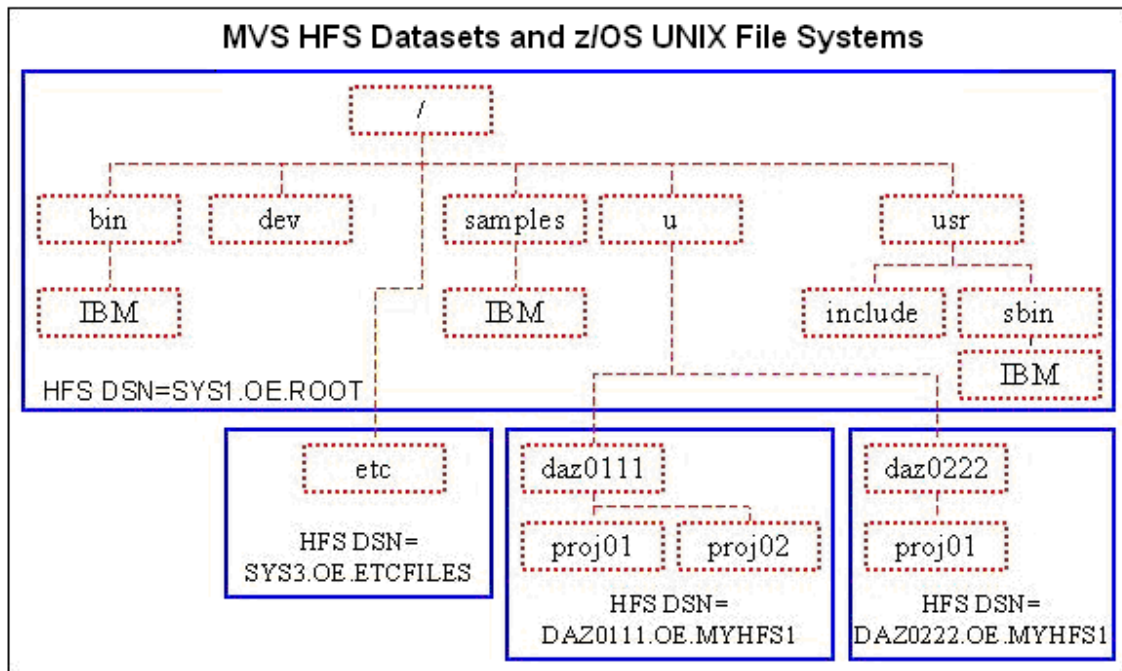 MVS HFS Datasets and z/OS UNIX File Systems
/
bin
dev
samples
u
usr
IBM
IBM
include
sbin
IBM
HFS DSN=SYS1.OE.ROOT
etc
HFS DSN=
SYS3.OE.ETCFILES
daz0111
proj01
proj02
HFS DSN=
DAZ0111.OE.MYHFS1
daz0222
proj01
HFS DSN=
DAZ0222.OE.MYHFS1